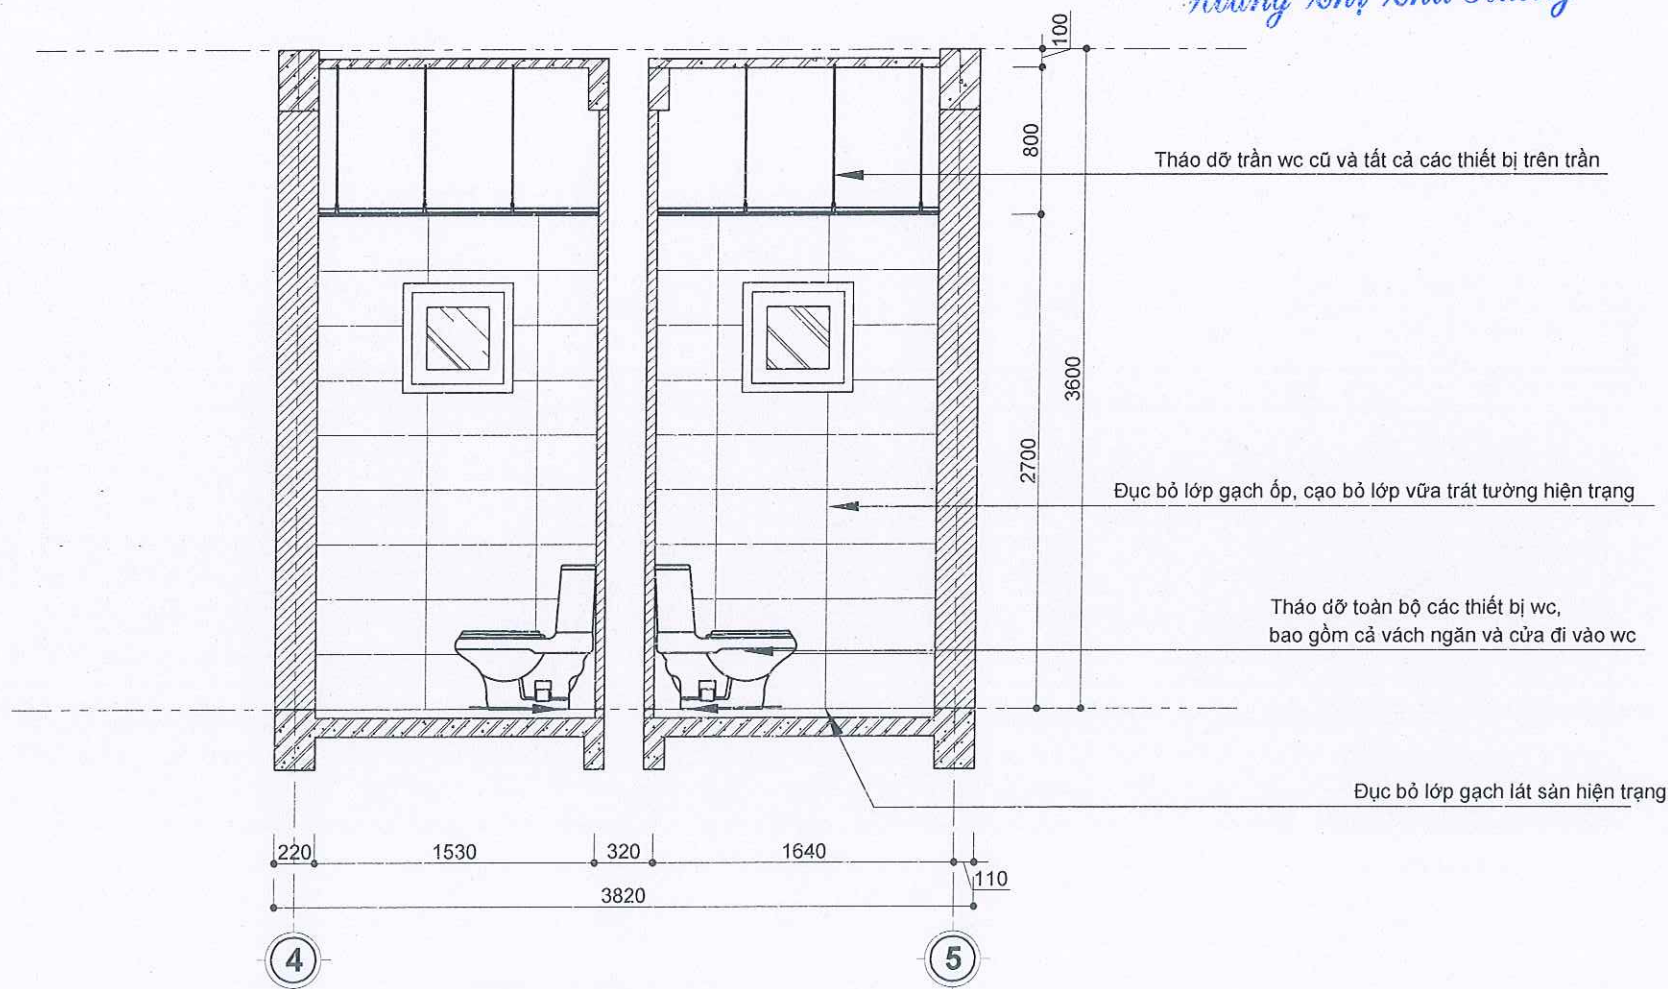 100
800
Tháo dỡ trần wc cũ và tất cả các thiết bị trên trần
3600
2700
Đục bỏ lớp gạch ốp, cạo bỏ lớp vữa trát tường hiện trạng
Tháo dỡ toàn bộ các thiết bị wc,
bao gồm cả vách ngăn và cửa đi vào wc
Đục bỏ lớp gạch lát sàn hiện trạng
220 1530 320 1640
110
3820
4 5